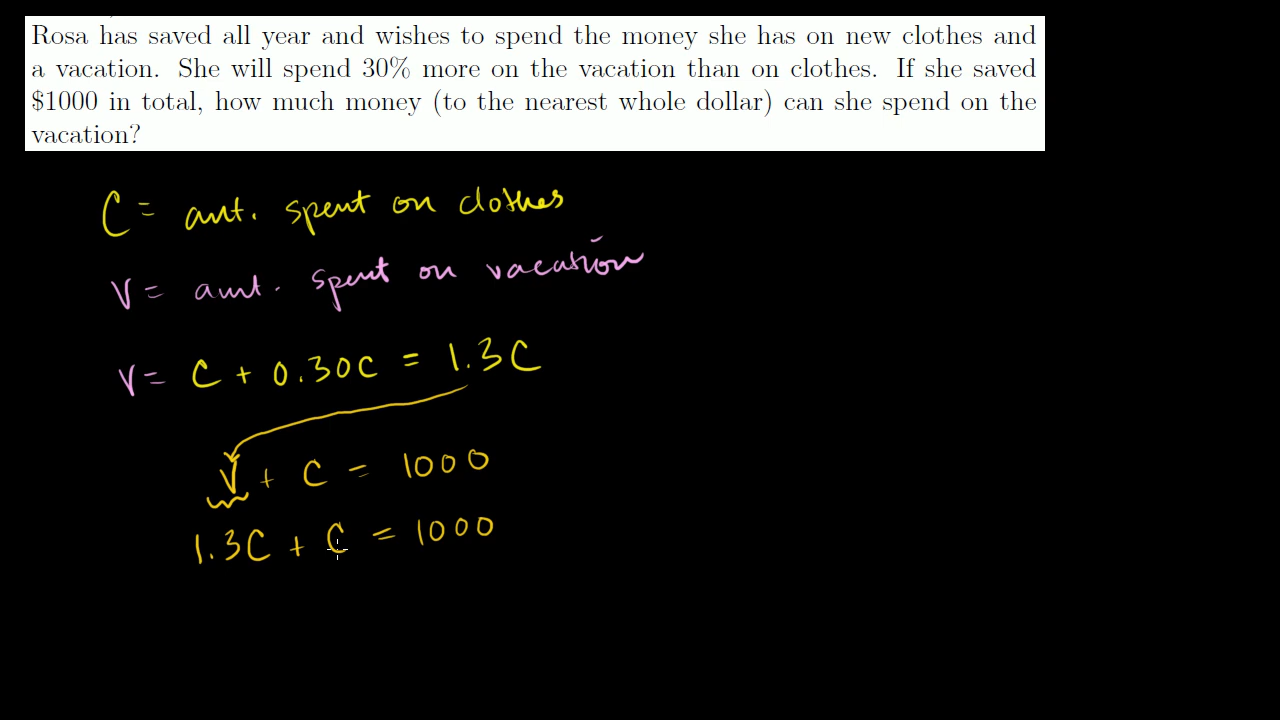 Rosa has saved all year and wishes to spend the money she has on new clothes and
a vacation. She will spend 30% more on the vacation than on clothes. If she saved
$1000 in total, how much money (to the nearest whole dollar) can she spend on the
vacation?
C = amt. spent on clothes
V = amt. spent on vacation
V = C + 0.30C = 1.3C
V + C = 1000
1.3C + C = 1000